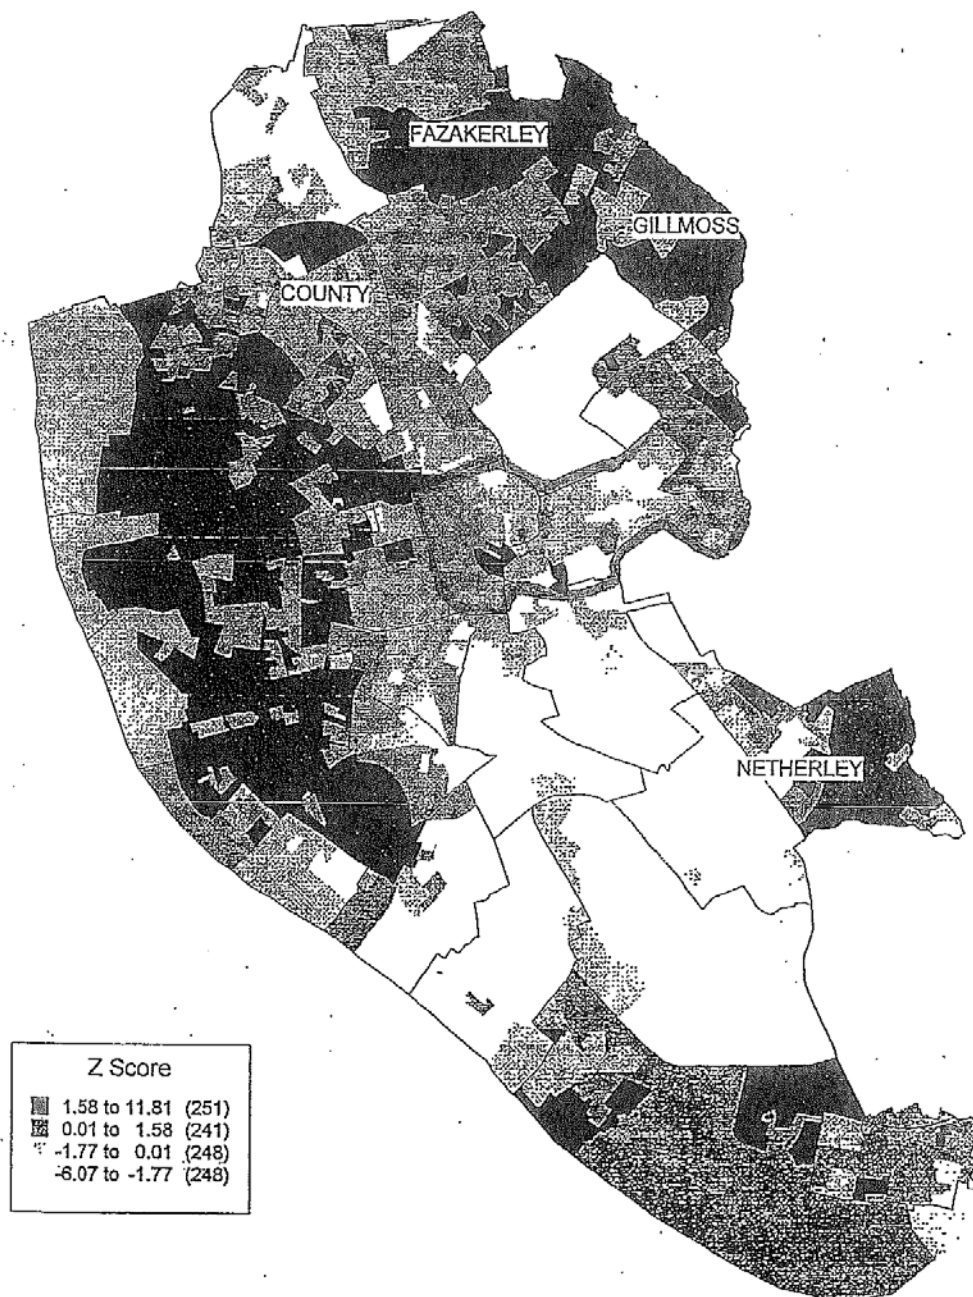 FAZAKERLEY
GILLMOSS
COUNTY
NETHERLEY
Z Score
1.58 to 11.81 (251)
0.01 to 1.58 (241)
-1.77 to 0.01 (248)
-6.07 to -1.77 (248)